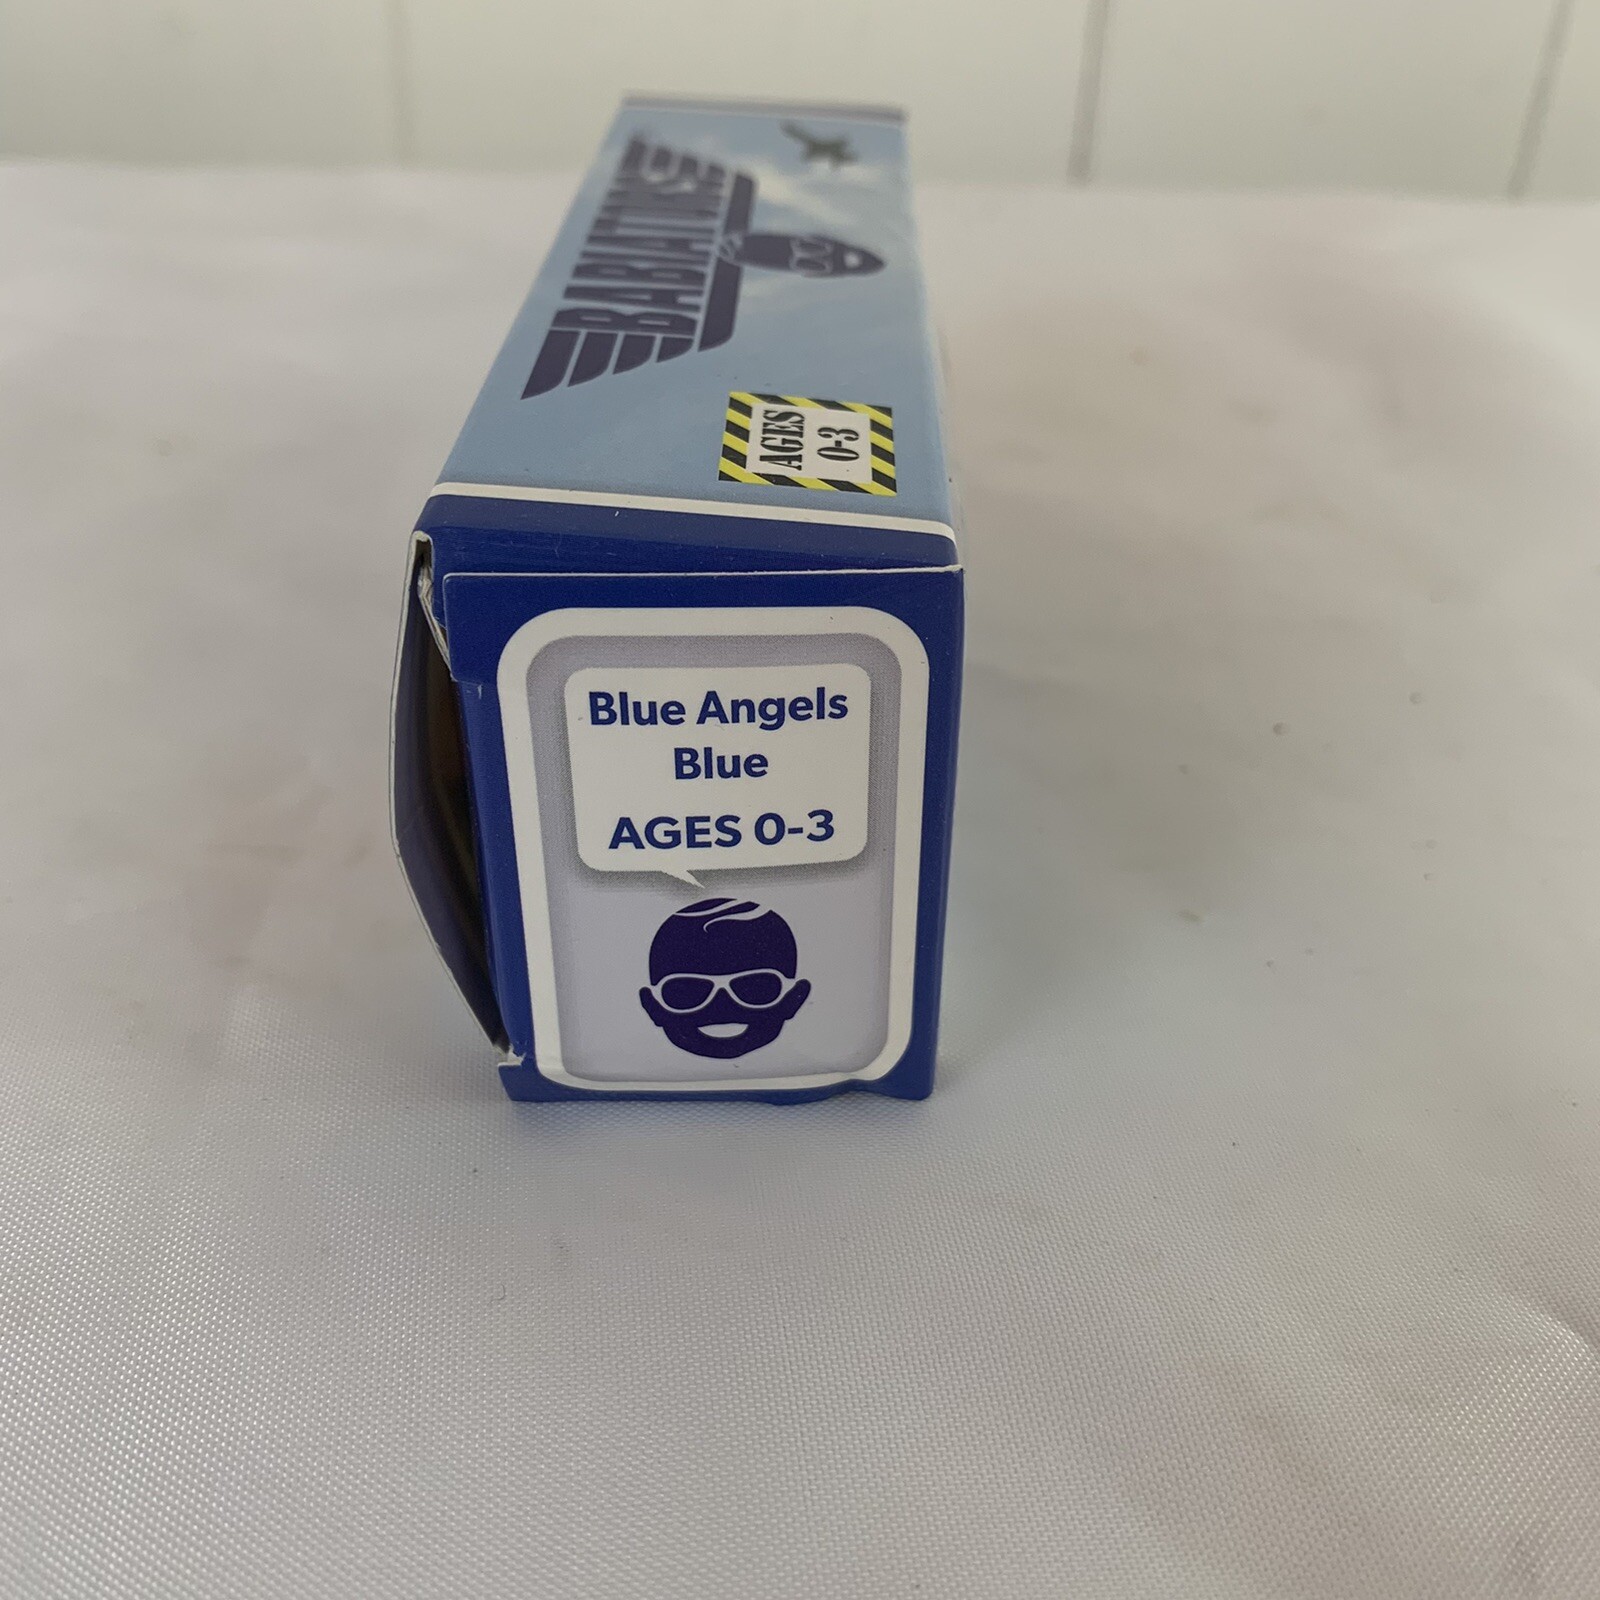 BABIATORS
AGES
0-3
Blue Angels
Blue
AGES 0-3